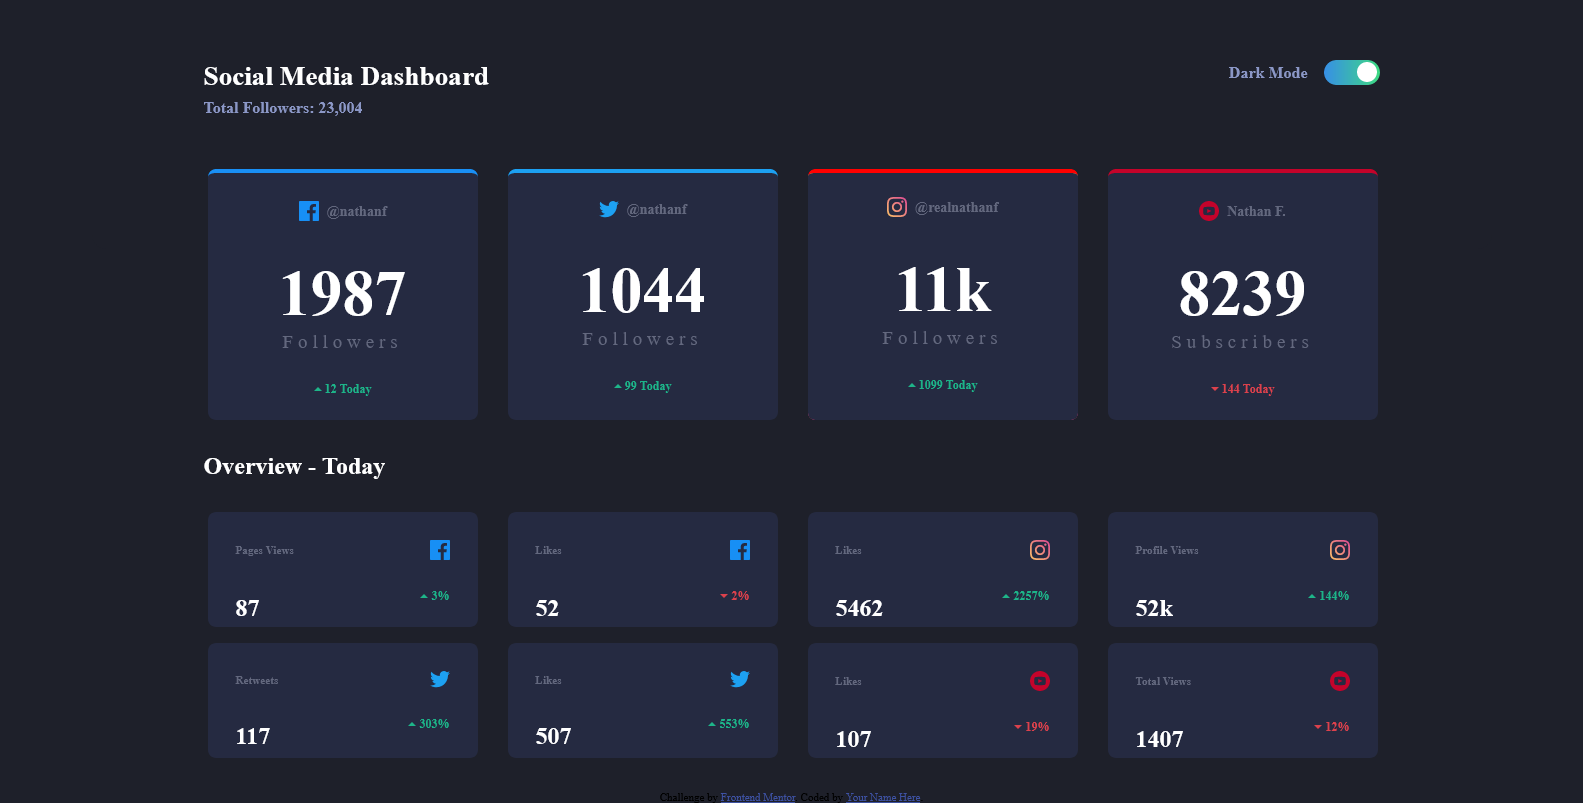 Social Media Dashboard
Dark Mode
Total Followers: 23,004
@nathanf
1987
Followers
12 Today
@nathanf
1044
Followers
99 Today
@realnathanf
11k
Followers
1099 Today
Nathan F.
8239
Subscribers
144 Today
Overview - Today
Pages Views
87
3%
Likes
52
2%
Likes
5462
2257%
Profile Views
52k
144%
Retweets
117
303%
Likes
507
553%
Likes
107
19%
Total Views
1407
12%
Challenge by Frontend Mentor. Coded by Your Name Here.